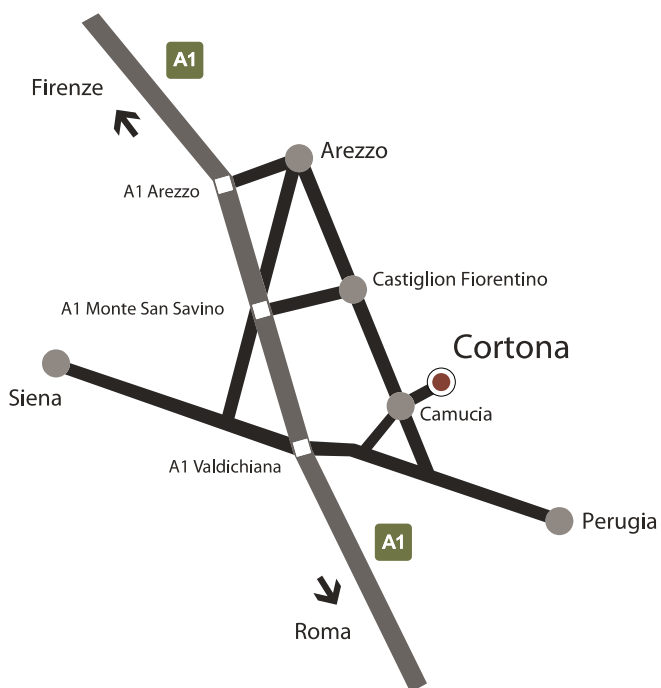 A1
Firenze
Arezzo
A1 Arezzo
Castiglion Fiorentino
A1 Monte San Savino
Cortona
Siena
Camucia
A1 Valdichiana
Perugia
A1
Roma